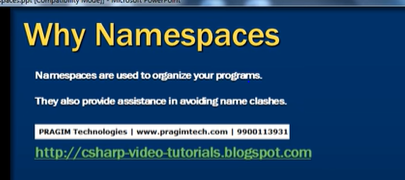 spaces.ppt [Compatibility Mode] - Microsoft PowerPoint
Why Namespaces
Namespaces are used to organize your programs.
They also provide assistance in avoiding name clashes.
PRAGIM Technologies | www.pragimtech.com | 9900113931
http://csharp-video-tutorials.blogspot.com